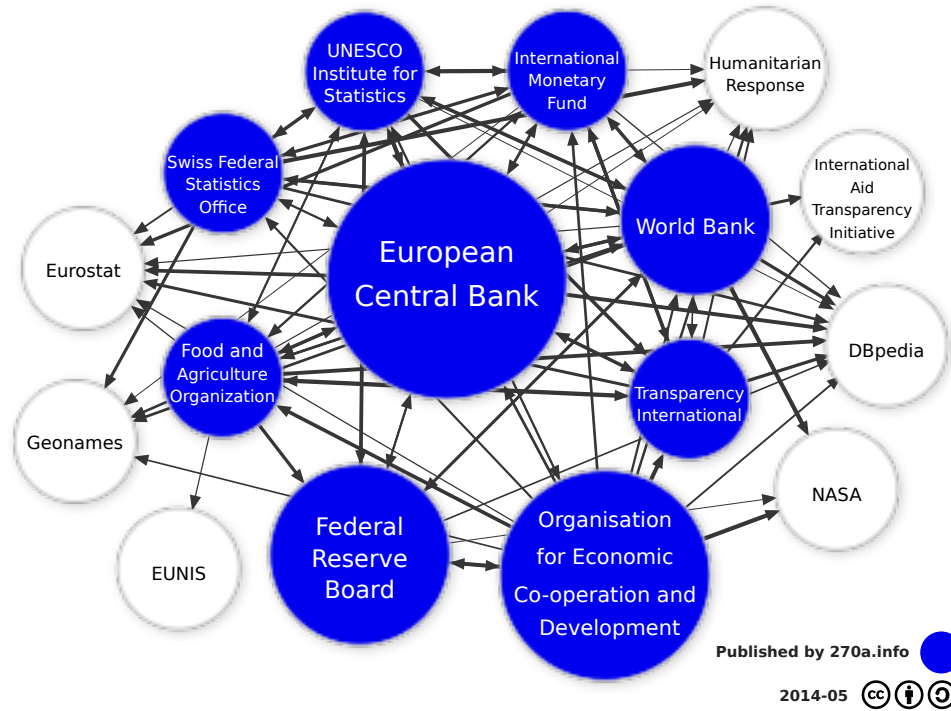 UNESCO
Institute for
Statistics
International
Monetary
Fund
Humanitarian
Response
Swiss Federal
Statistics
Office
International
Aid
Transparency
Initiative
World Bank
European
Central Bank
Eurostat
Food and
Agriculture
Organization
DBpedia
Transparency
International
Geonames
NASA
Federal
Reserve
Board
Organisation
for Economic
Co-operation and
Development
EUNIS
Published by 270a.info
2014-05
cc